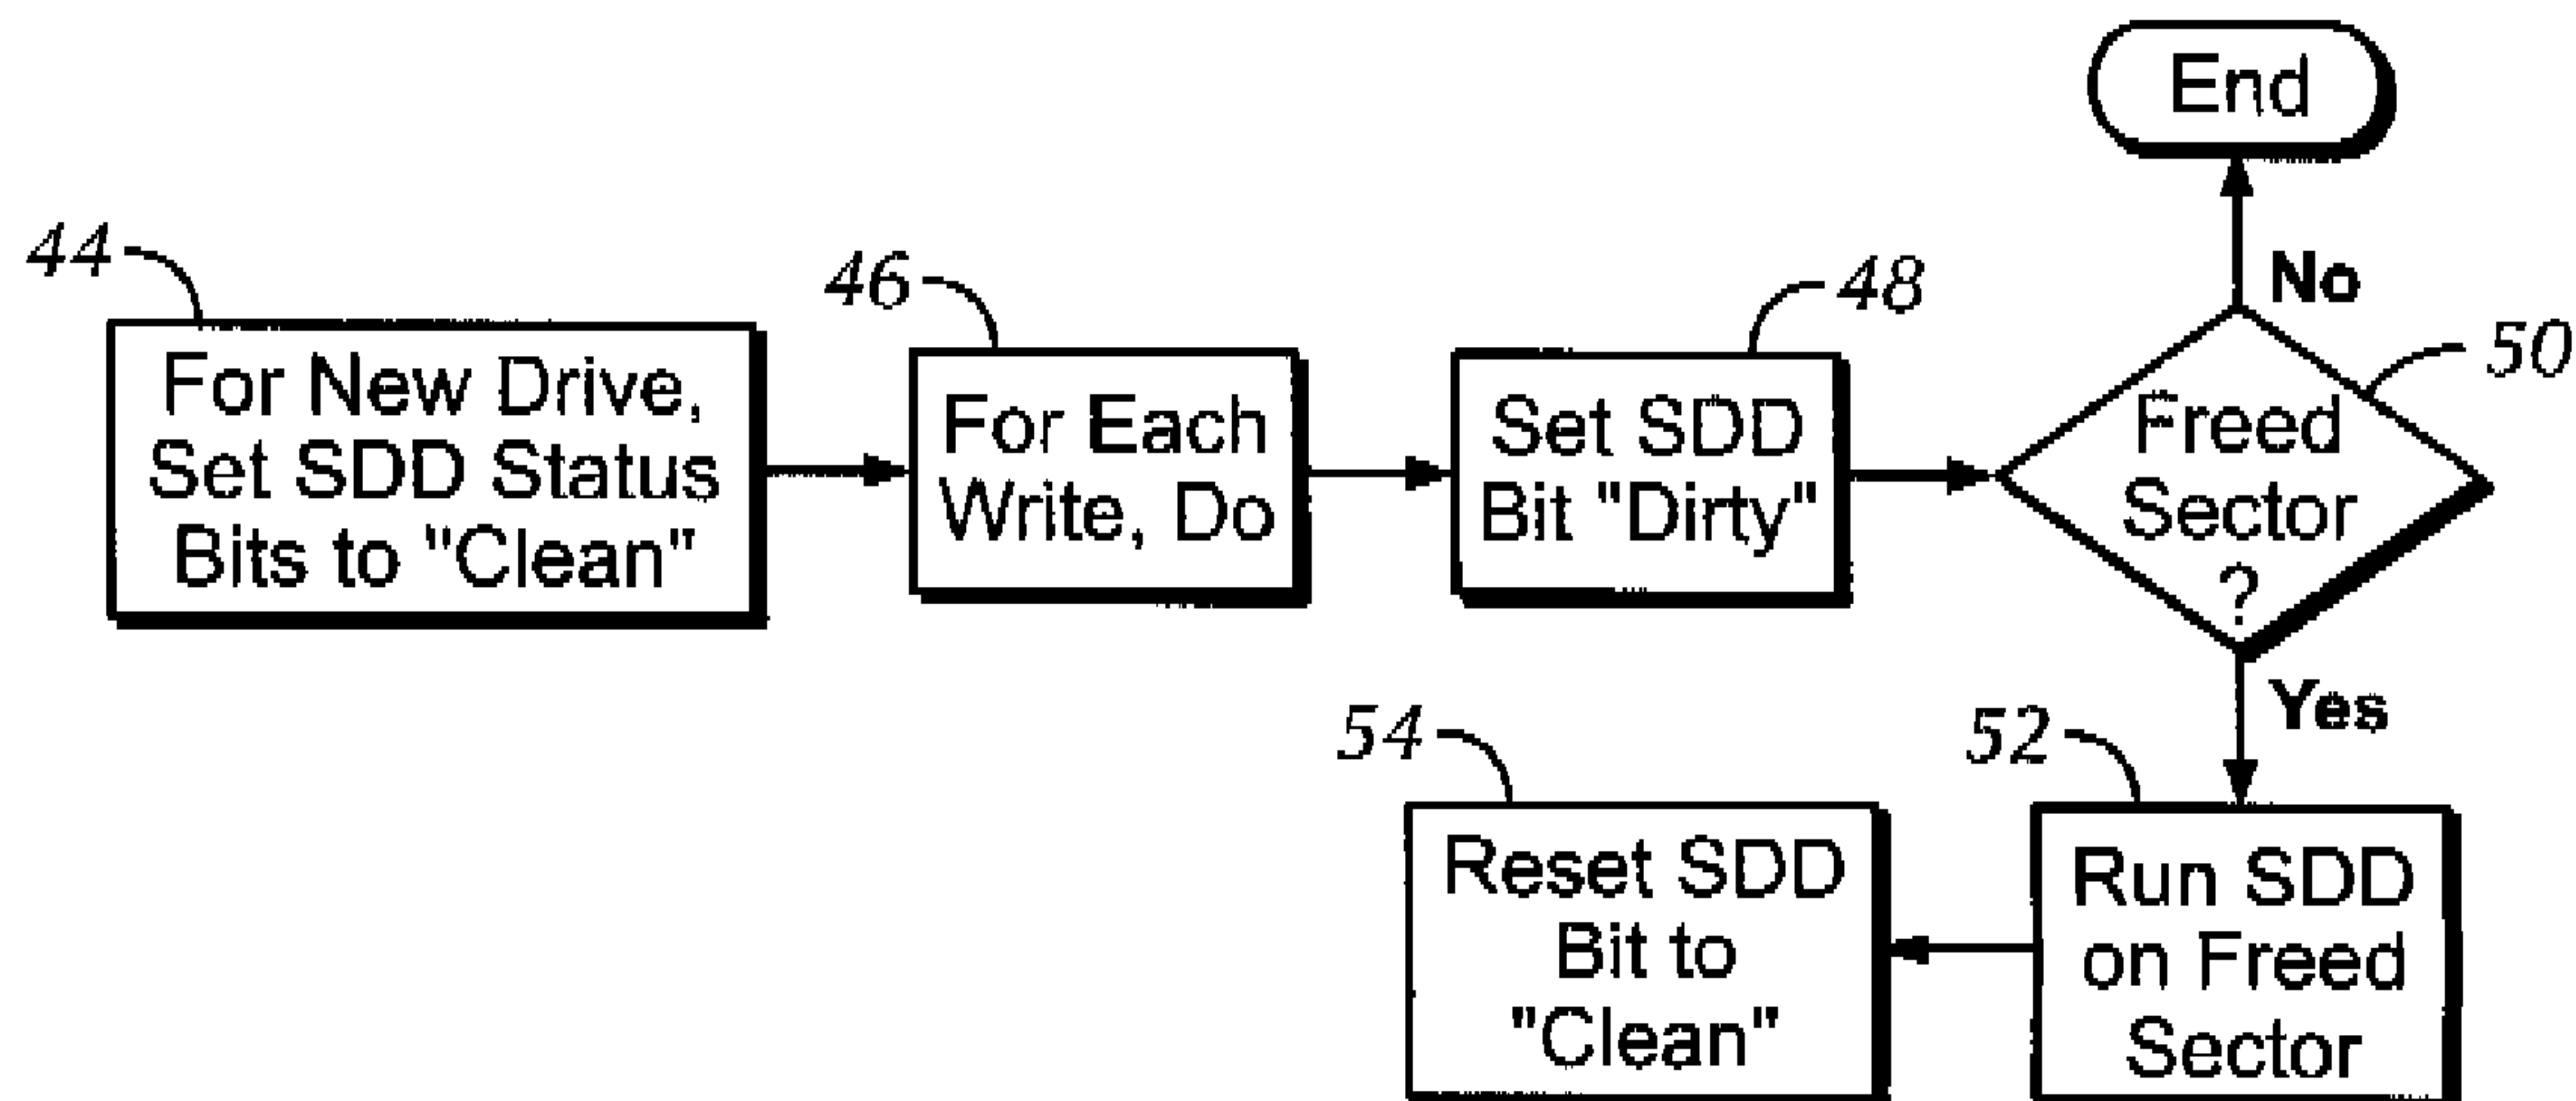 End
44
For New Drive,
Set SDD Status
Bits to "Clean"
46
For Each
Write, Do
48
Set SDD
Bit "Dirty"
No
50
Freed
Sector
?
Yes
52
Run SDD
on Freed
Sector
54
Reset SDD
Bit to
"Clean"